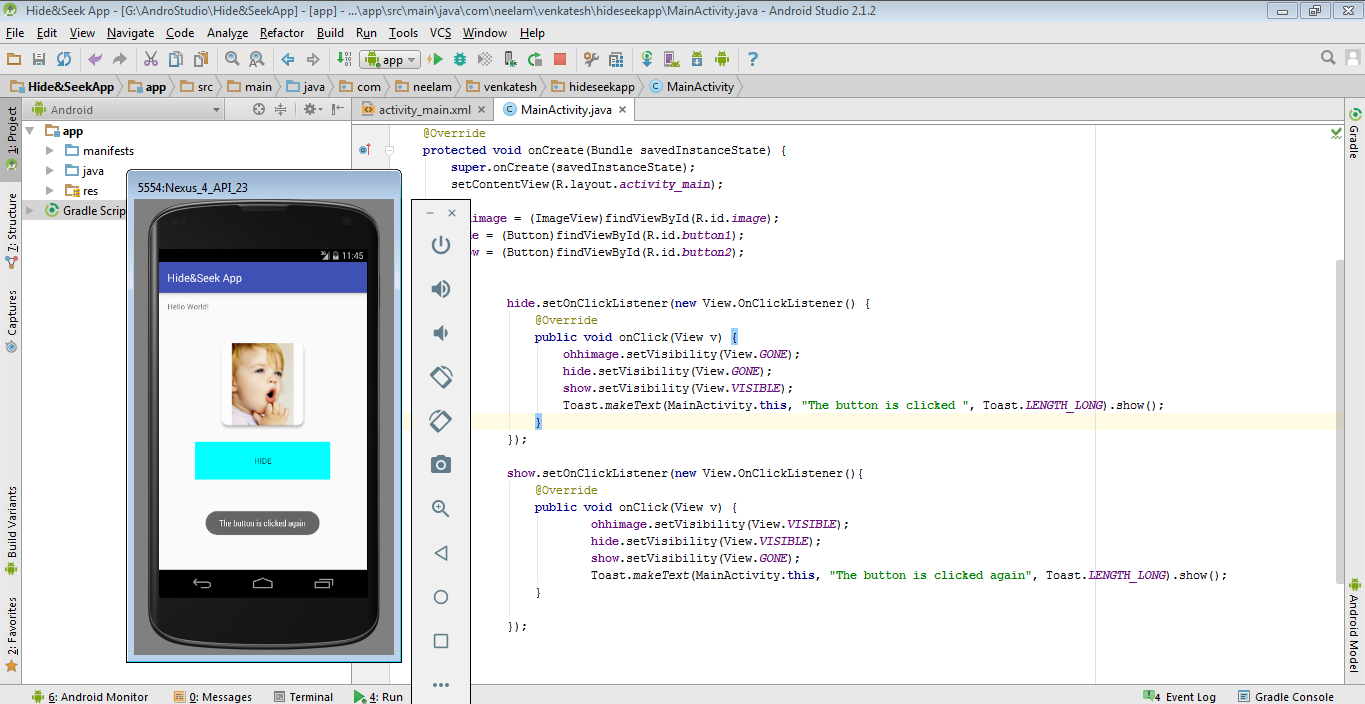 Hide&Seek App - [G:\AndroStudio\Hide&SeekApp] - [app] - ...\app\src\main\java\com\neelam\venkatesh\hideseekapp\MainActivity.java - Android Studio 2.1.2
File Edit View Navigate Code Analyze Refactor Build Run Tools VCS Window Help
app
Hide&SeekApp app src main java com neelam venkatesh hideseekapp MainActivity
Android
activity_main.xml
MainActivity.java
1: Project
7: Structure
Captures
Build Variants
2: Favorites
app
manifests
java
res
Gradle Scrip
5554:Nexus_4_API_23
11:45
Hide&Seek App
Hello World!
HIDE
The button is clicked again
@Override
protected void onCreate(Bundle savedInstanceState) {
super.onCreate(savedInstanceState);
setContentView(R.layout.activity_main);
image = (ImageView)findViewById(R.id.image);
e = (Button)findViewById(R.id.button1);
w = (Button)findViewById(R.id.button2);
hide.setOnClickListener(new View.OnClickListener() {
@Override
public void onClick(View v) {
ohhimage.setVisibility(View.GONE);
hide.setVisibility(View.GONE);
show.setVisibility(View.VISIBLE);
Toast.makeText(MainActivity.this, "The button is clicked ", Toast.LENGTH_LONG).show();
}
});
show.setOnClickListener(new View.OnClickListener(){
@Override
public void onClick(View v) {
ohhimage.setVisibility(View.VISIBLE);
hide.setVisibility(View.VISIBLE);
show.setVisibility(View.GONE);
Toast.makeText(MainActivity.this, "The button is clicked again", Toast.LENGTH_LONG).show();
}
});
Gradle
Android Model
6: Android Monitor 0: Messages Terminal 4: Run 4 Event Log Gradle Console